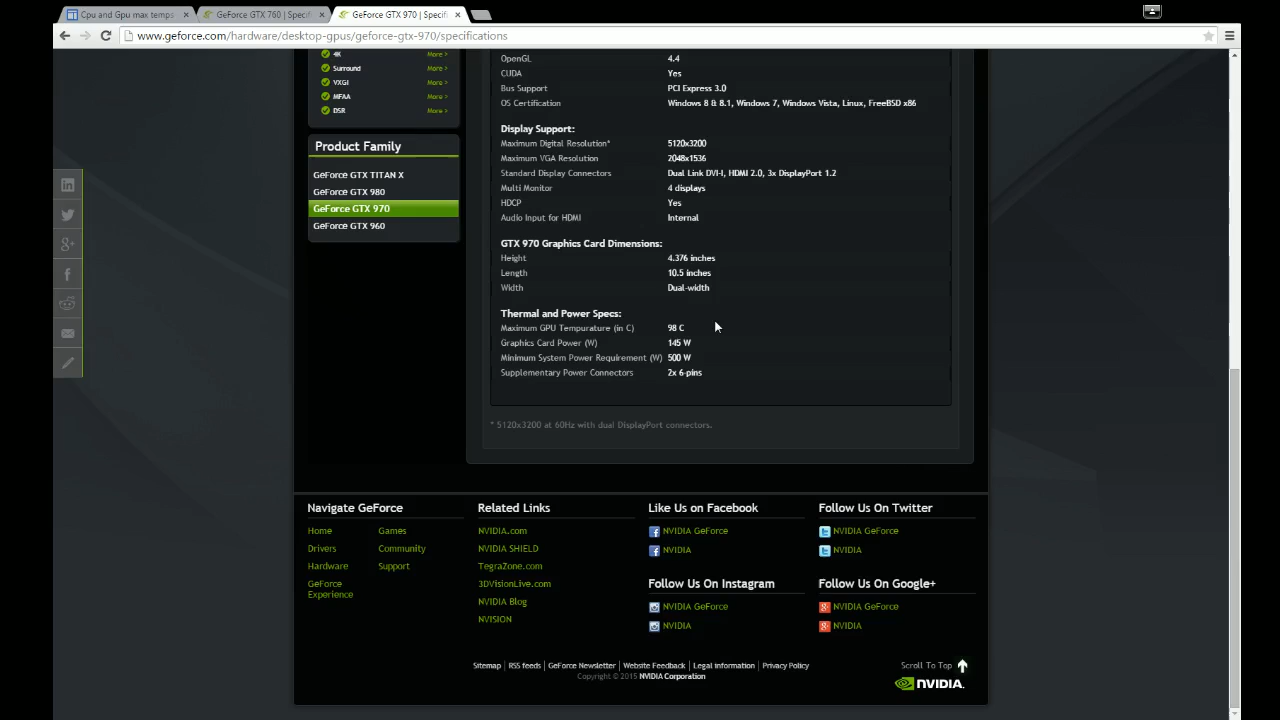 Cpu and Gpu max temps
GeForce GTX 760 | Specif
GeForce GTX 970 | Specif
www.geforce.com/hardware/desktop-gpus/geforce-gtx-970/specifications
4K More >
Surround More >
VXGI More >
MFAA More >
DSR More >
Product Family
GeForce GTX TITAN X
GeForce GTX 980
GeForce GTX 970
GeForce GTX 960
OpenGL 4.4
CUDA Yes
Bus Support PCI Express 3.0
OS Certification Windows 8 & 8.1, Windows 7, Windows Vista, Linux, FreeBSD x86
Display Support:
Maximum Digital Resolution* 5120x3200
Maximum VGA Resolution 2048x1536
Standard Display Connectors Dual Link DVI-I, HDMI 2.0, 3x DisplayPort 1.2
Multi Monitor 4 displays
HDCP Yes
Audio Input for HDMI Internal
GTX 970 Graphics Card Dimensions:
Height 4.376 inches
Length 10.5 inches
Width Dual-width
Thermal and Power Specs:
Maximum GPU Tempurature (in C) 98 C
Graphics Card Power (W) 145 W
Minimum System Power Requirement (W) 500 W
Supplementary Power Connectors 2x 6-pins
* 5120x3200 at 60Hz with dual DisplayPort connectors.
Navigate GeForce
Home Games
Drivers Community
Hardware Support
GeForce
Experience
Related Links
NVIDIA.com
NVIDIA SHIELD
TegraZone.com
3DVisionLive.com
NVIDIA Blog
NVISION
Like Us on Facebook
NVIDIA GeForce
NVIDIA
Follow Us On Instagram
NVIDIA GeForce
NVIDIA
Follow Us On Twitter
NVIDIA GeForce
NVIDIA
Follow Us On Google+
NVIDIA GeForce
NVIDIA
Sitemap | RSS feeds | GeForce Newsletter | Website Feedback | Legal information | Privacy Policy
Copyright © 2015 NVIDIA Corporation
Scroll To Top
NVIDIA.